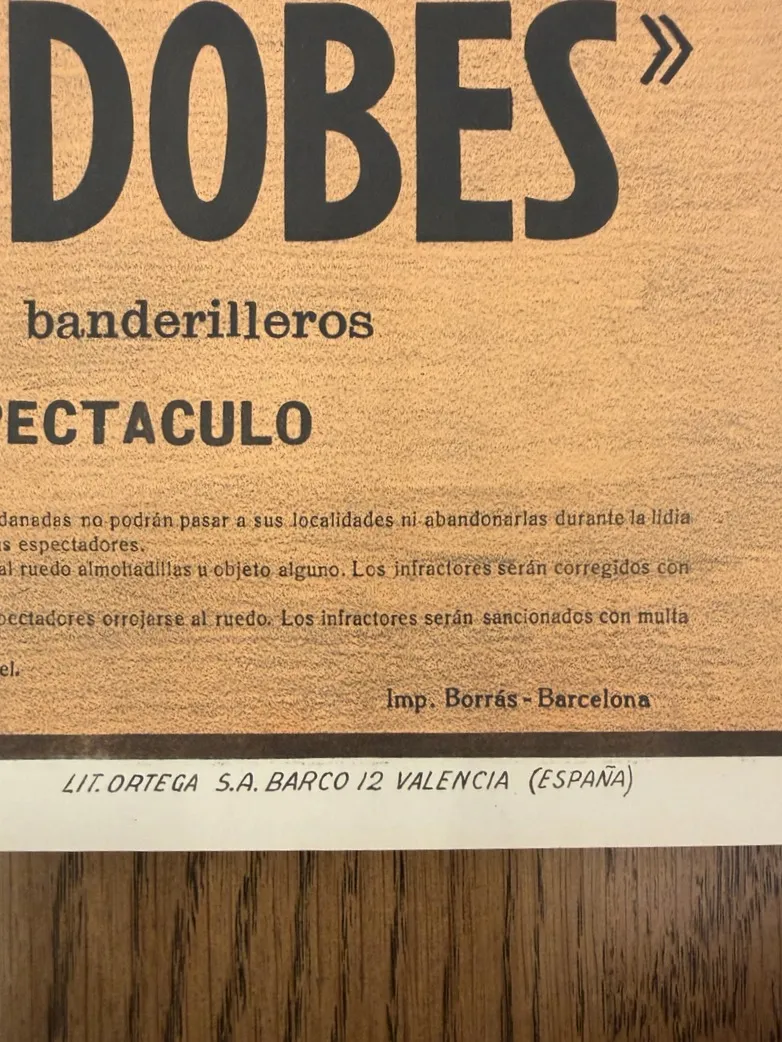 DOBES»
banderilleros
PECTACULO
danadas no podrán pasar a sus localidades ni abandonarlas durante la lidia
s espectadores.
al ruedo almohadillas u objeto alguno. Los infractores serán corregidos con
pectadores orrojarse al ruedo. Los infractores serán sancionados con multa
el.
Imp. Borrás - Barcelona
LIT. ORTEGA S.A. BARCO 12 VALENCIA (ESPAÑA)